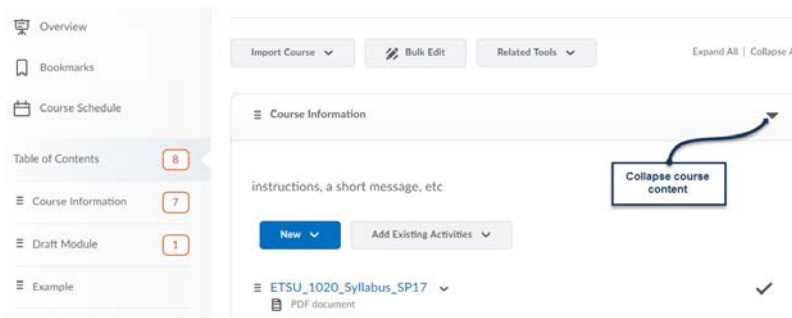 Overview
Bookmarks
Course Schedule
Table of Contents 8
Course Information 7
Draft Module 1
Example
Import Course
Bulk Edit
Related Tools
Expand All | Collapse A
Course Information
Collapse course
content
instructions, a short message, etc
New
Add Existing Activities
ETSU_1020_Syllabus_SP17
PDF document